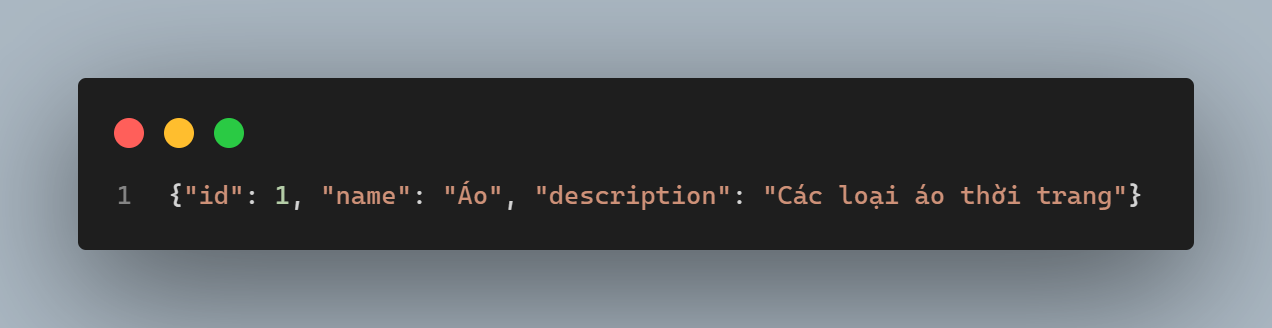 1 {"id": 1, "name": "Áo", "description": "Các loại áo thời trang"}